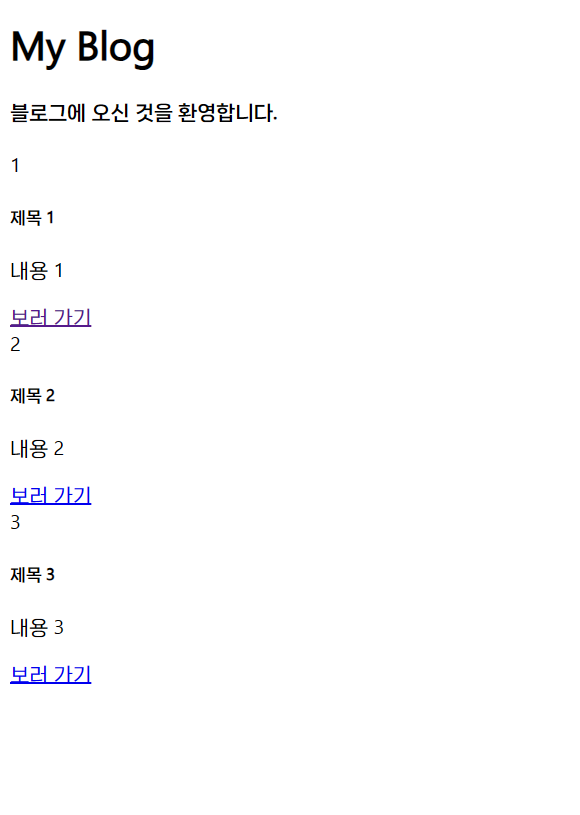 My Blog
블로그에 오신 것을 환영합니다.
1
제목 1
내용 1
보러 가기
2
제목 2
내용 2
보러 가기
3
제목 3
내용 3
보러 가기